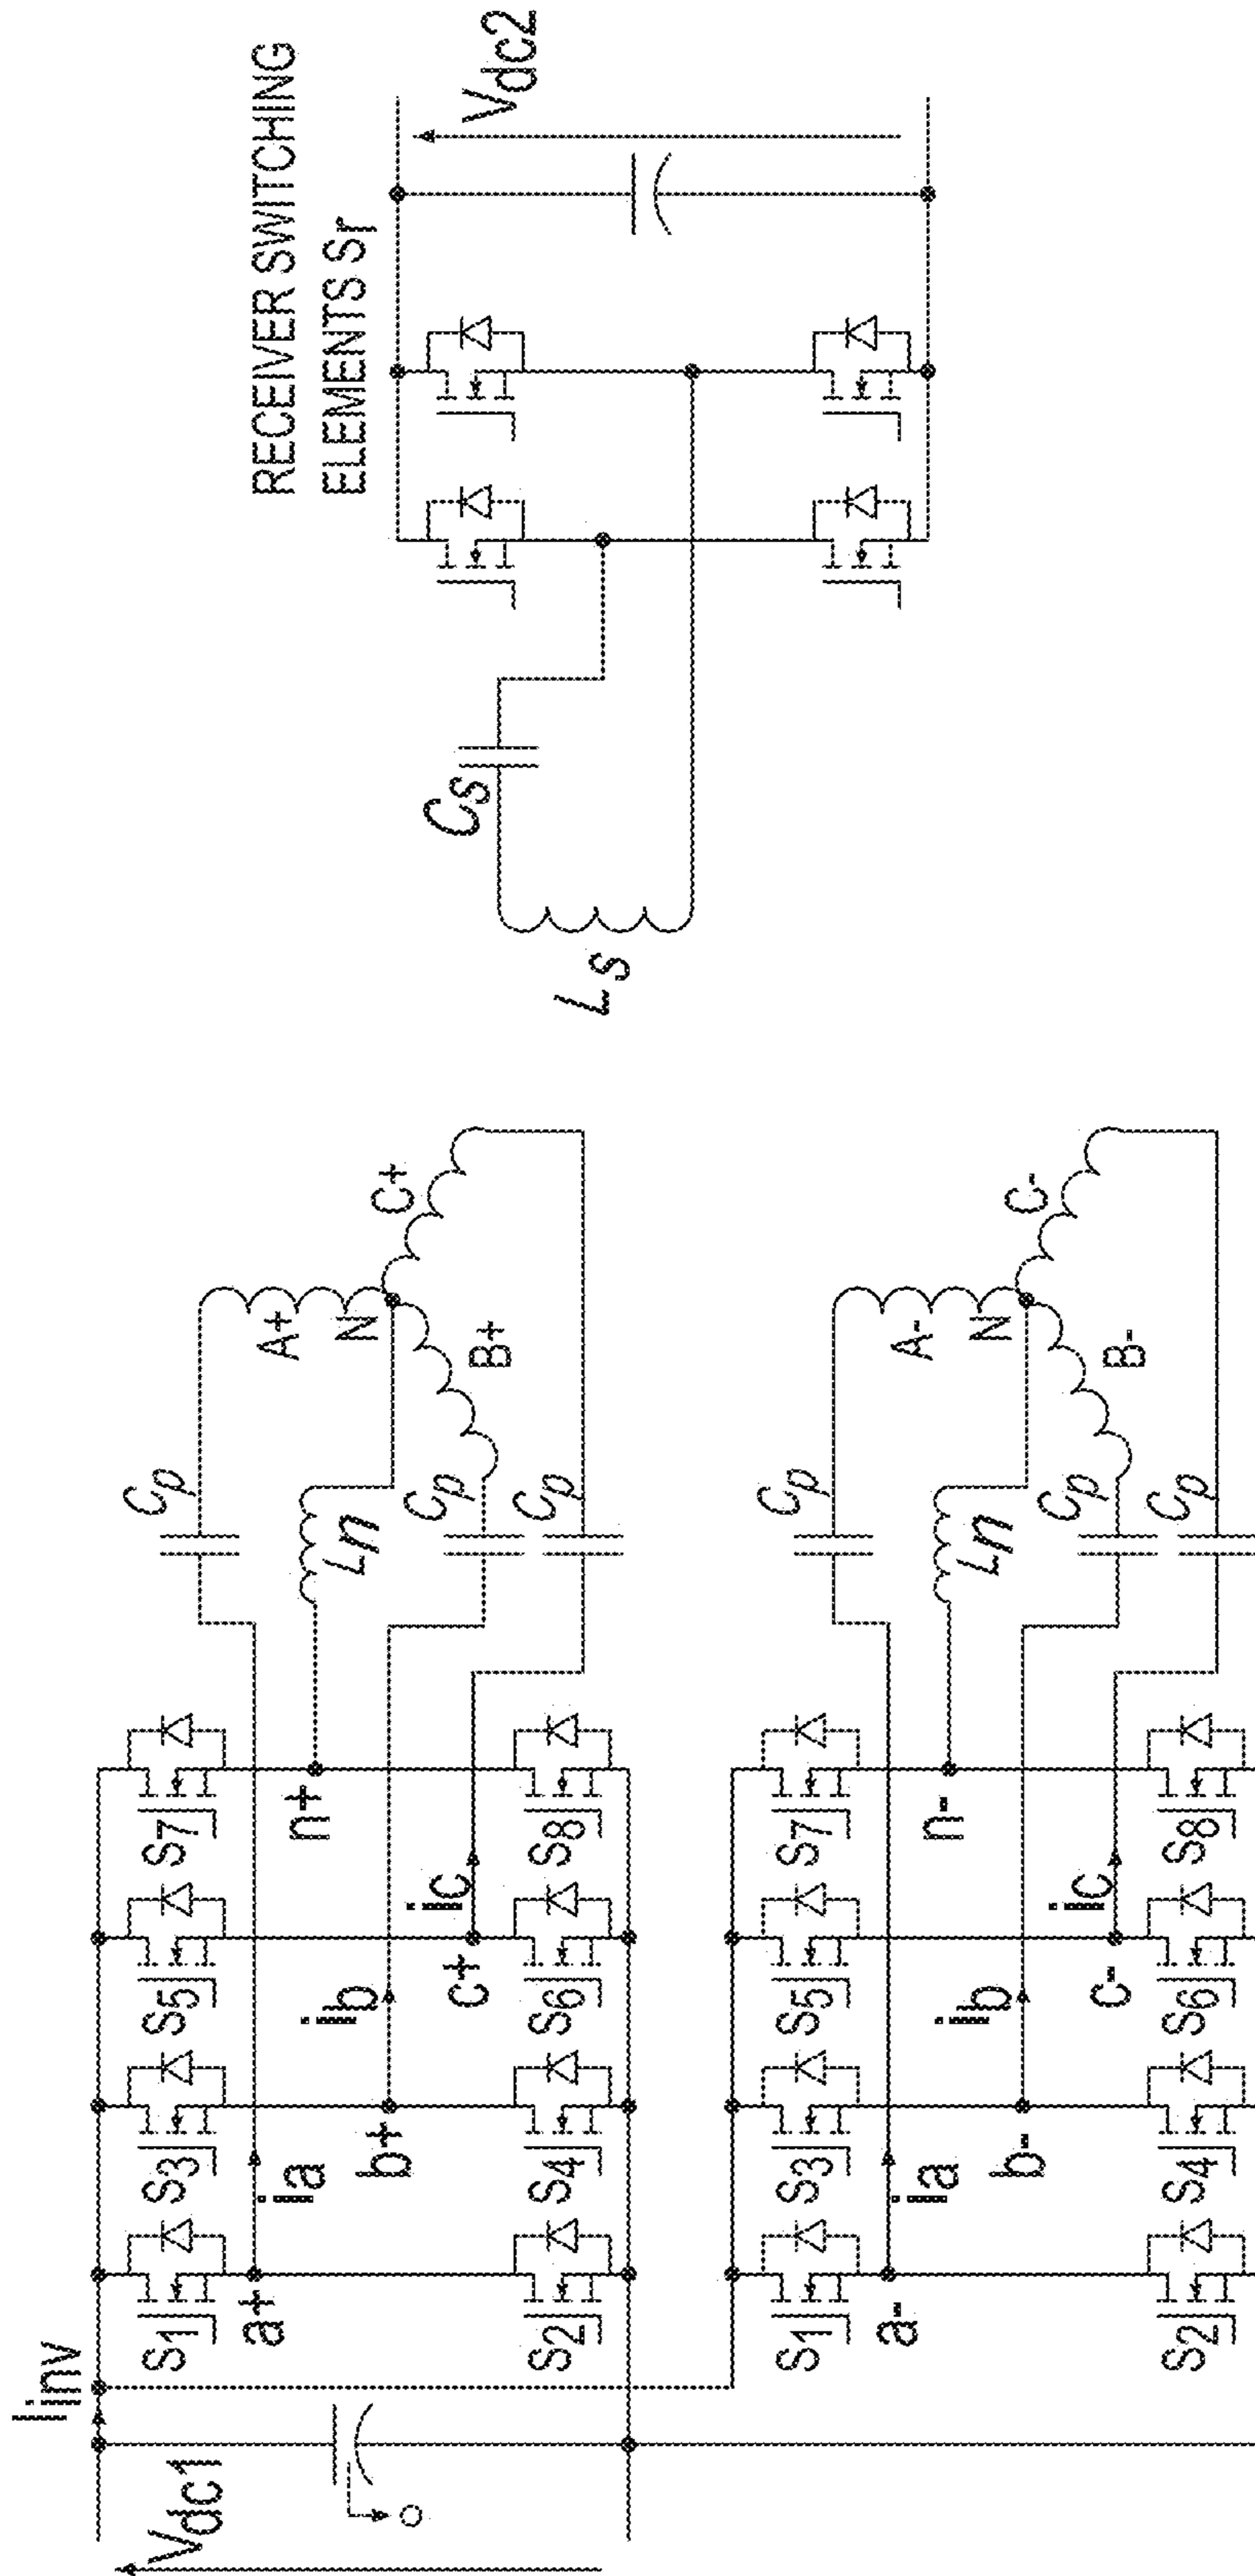 Vdc1
Iinv
S1
S3
S5
S7
a+
ia
b+
ib
c+
ic
n+
S2
S4
S6
S8
Cp
Ln
Cp
Cp
A+
N
B+
C+
S1
S3
S5
S7
a-
ia
b-
ib
c-
ic
n-
S2
S4
S6
S8
Cp
Ln
Cp
Cp
A-
N
B-
C-
Ls
Cs
RECEIVER SWITCHING
ELEMENTS Sr
Vdc2